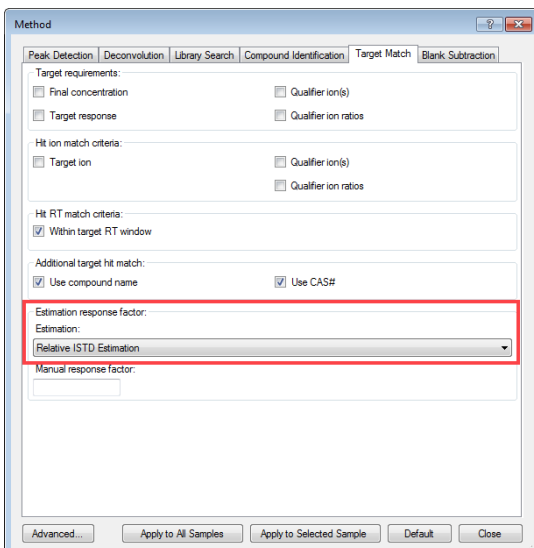 Method
Peak Detection Deconvolution Library Search Compound Identification Target Match Blank Subtraction
Target requirements:
Final concentration Qualifier ion(s)
Target response Qualifier ion ratios
Hit ion match criteria:
Target ion Qualifier ion(s)
Qualifier ion ratios
Hit RT match criteria:
Within target RT window
Additional target hit match:
Use compound name Use CAS#
Estimation response factor:
Estimation:
Relative ISTD Estimation
Manual response factor:
Advanced... Apply to All Samples Apply to Selected Sample Default Close